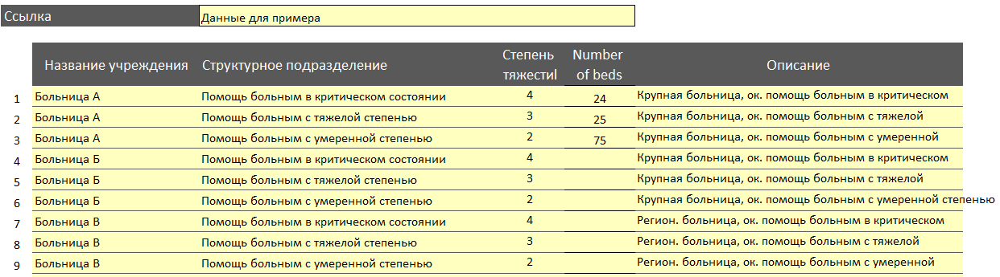 Ссылка Данные для примера
Название учреждения Структурное подразделение Степень тяжестиl Number of beds Описание
1 Больница А Помощь больным в критическом состоянии 4 24 Крупная больница, ок. помощь больным в критическом
2 Больница А Помощь больным с тяжелой степенью 3 25 Крупная больница, ок. помощь больным с тяжелой
3 Больница А Помощь больным с умеренной степенью 2 75 Крупная больница, ок. помощь больным с умеренной
4 Больница Б Помощь больным в критическом состоянии 4 Крупная больница, ок. помощь больным в критическом
5 Больница Б Помощь больным с тяжелой степенью 3 Крупная больница, ок. помощь больным с тяжелой
6 Больница Б Помощь больным с умеренной степенью 2 Крупная больница, ок. помощь больным с умеренной степенью
7 Больница В Помощь больным в критическом состоянии 4 Регион. больница, ок. помощь больным в критическом
8 Больница В Помощь больным с тяжелой степенью 3 Регион. больница, ок. помощь больным с тяжелой
9 Больница В Помощь больным с умеренной степенью 2 Регион. больница, ок. помощь больным с умеренной